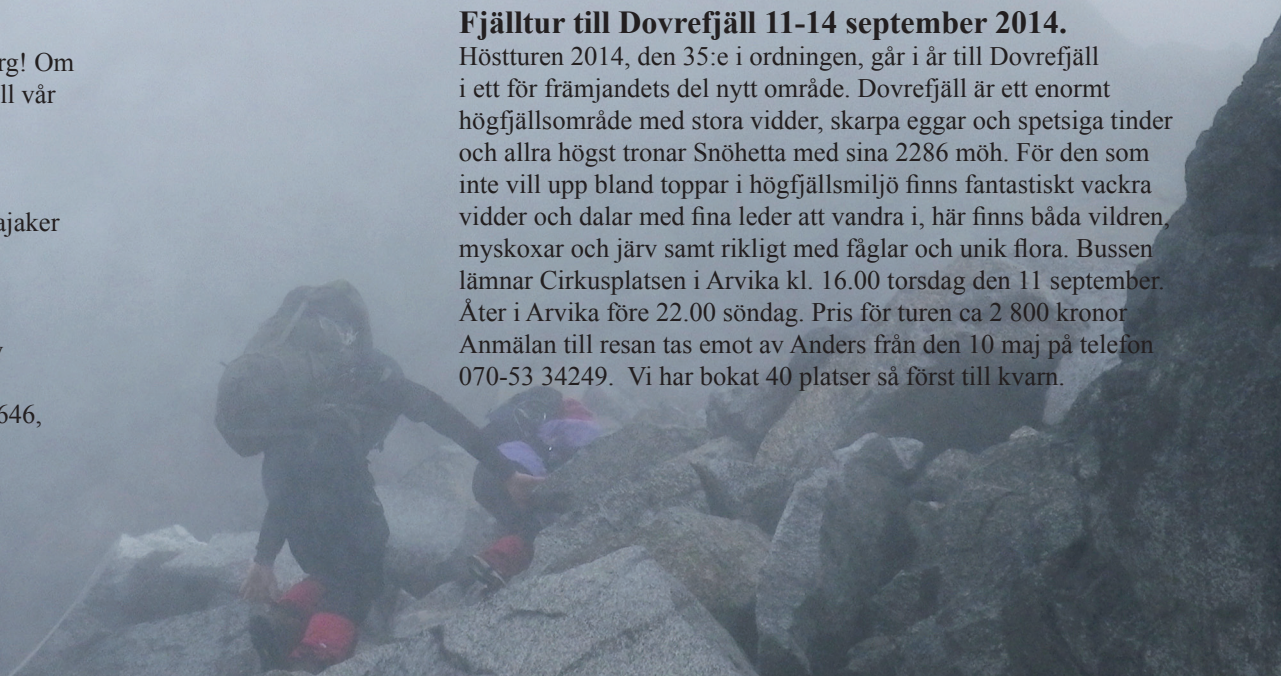 rg! Om
ll vår
ajaker
646,
Fjälltur till Dovrefjäll 11-14 september 2014.
Höstturen 2014, den 35:e i ordningen, går i år till Dovrefjäll
i ett för främjandets del nytt område. Dovrefjäll är ett enormt
högfjällsområde med stora vidder, skarpa eggar och spetsiga tinder
och allra högst tronar Snöhetta med sina 2286 möh. För den som
inte vill upp bland toppar i högfjällsmiljö finns fantastiskt vackra
vidder och dalar med fina leder att vandra i, här finns båda vildren,
myskoxar och järv samt rikligt med fåglar och unik flora. Bussen
lämnar Cirkusplatsen i Arvika kl. 16.00 torsdag den 11 september.
Åter i Arvika före 22.00 söndag. Pris för turen ca 2 800 kronor
Anmälan till resan tas emot av Anders från den 10 maj på telefon
070-53 34249.  Vi har bokat 40 platser så först till kvarn.